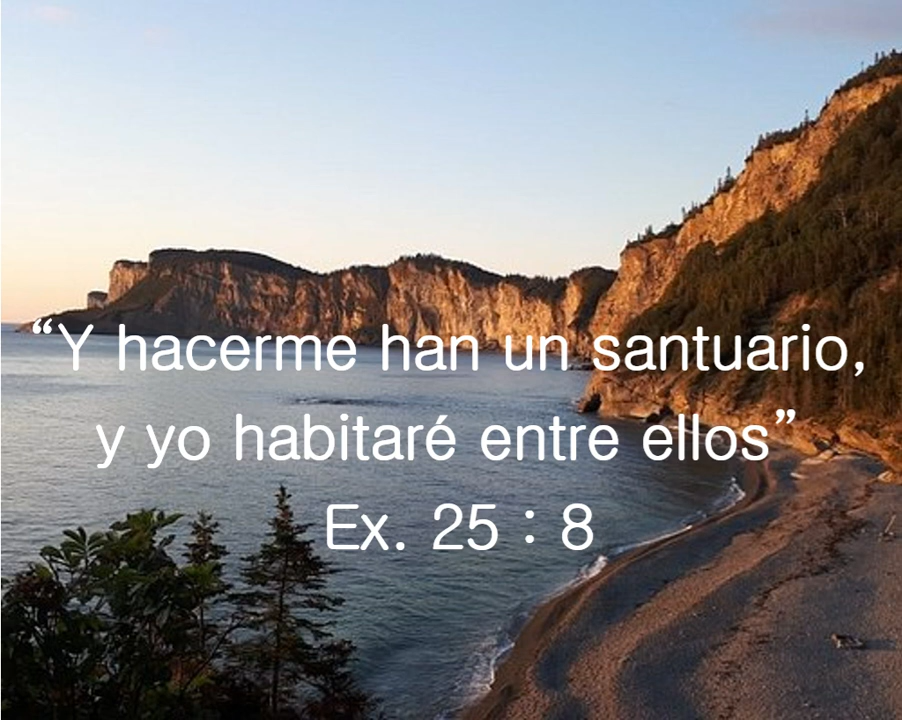 “Y hacerme han un santuario,
y yo habitaré entre ellos”
Ex. 25 : 8